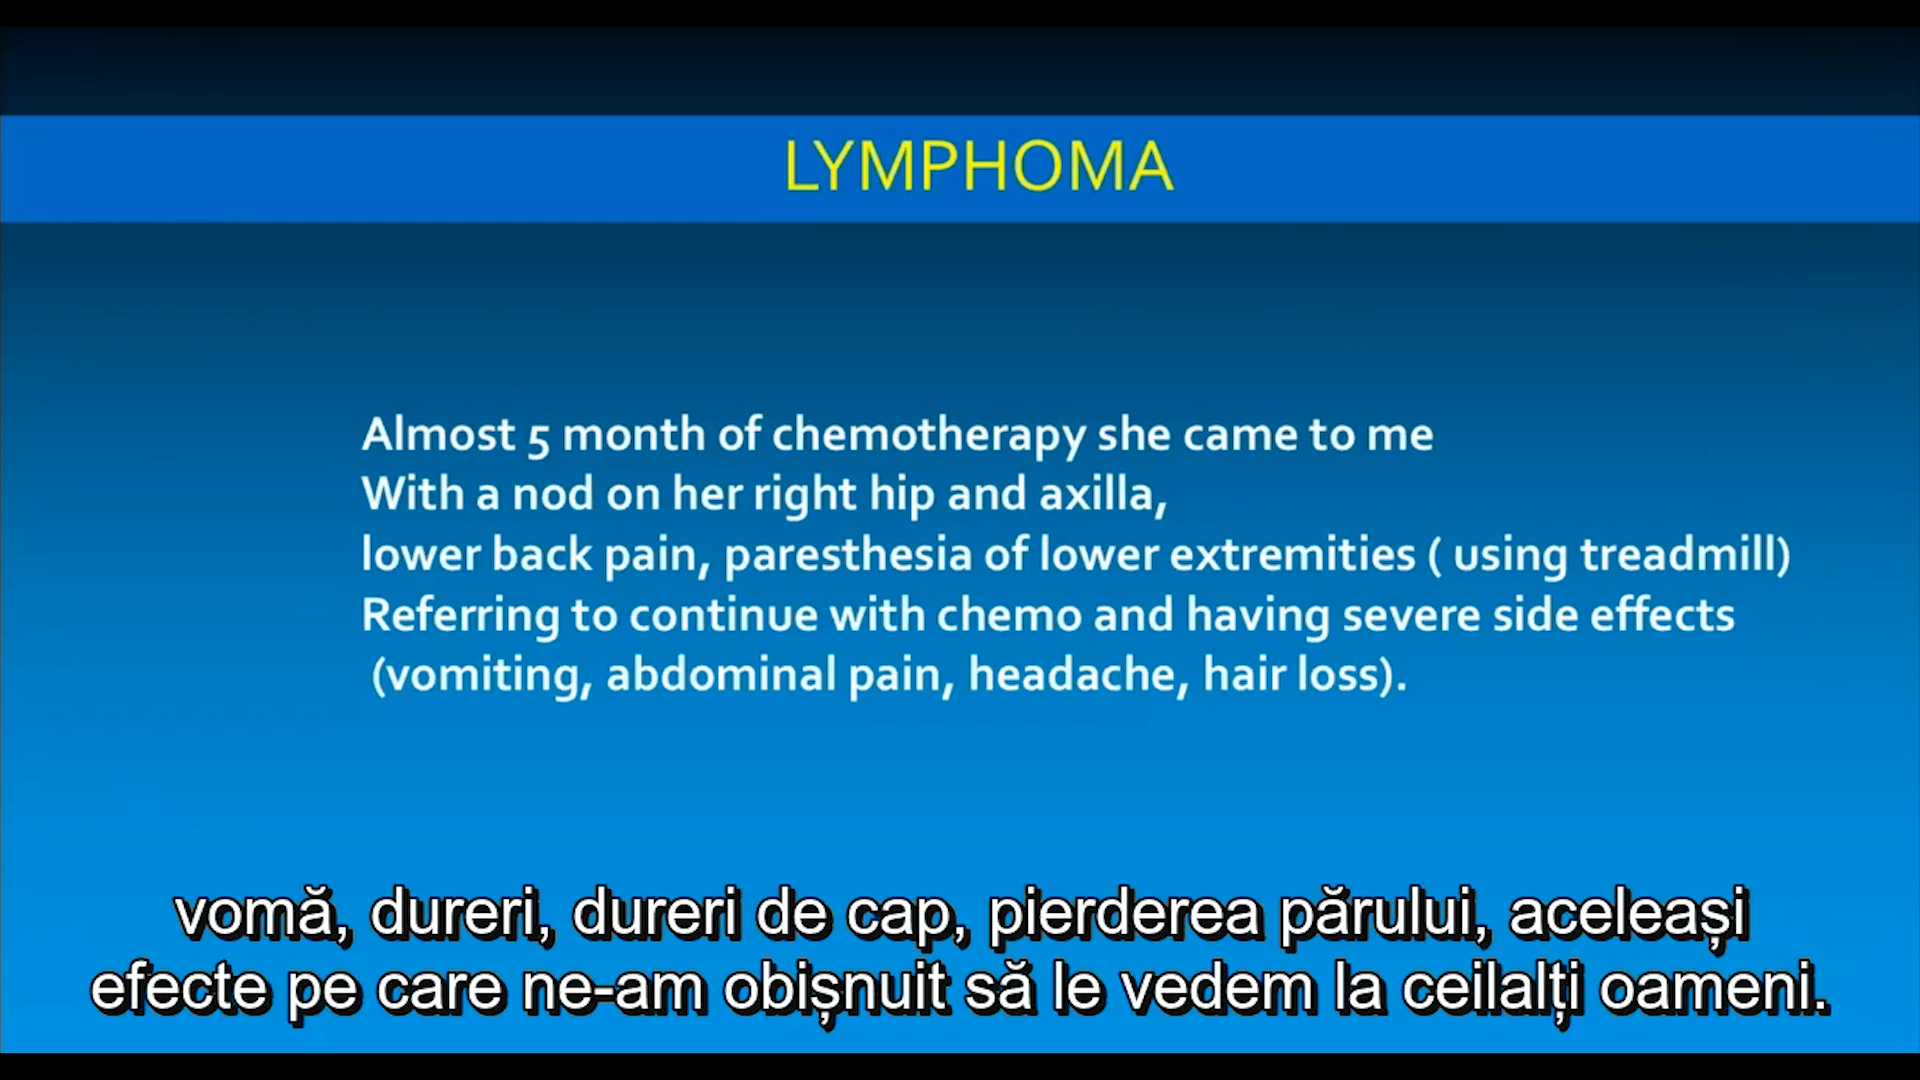 LYMPHOMA
Almost 5 month of chemotherapy she came to me
With a nod on her right hip and axilla,
lower back pain, paresthesia of lower extremities ( using treadmill)
Referring to continue with chemo and having severe side effects
(vomiting, abdominal pain, headache, hair loss).
vomă, dureri, dureri de cap, pierderea părului, aceleași
efecte pe care ne-am obișnuit să le vedem la ceilalți oameni.